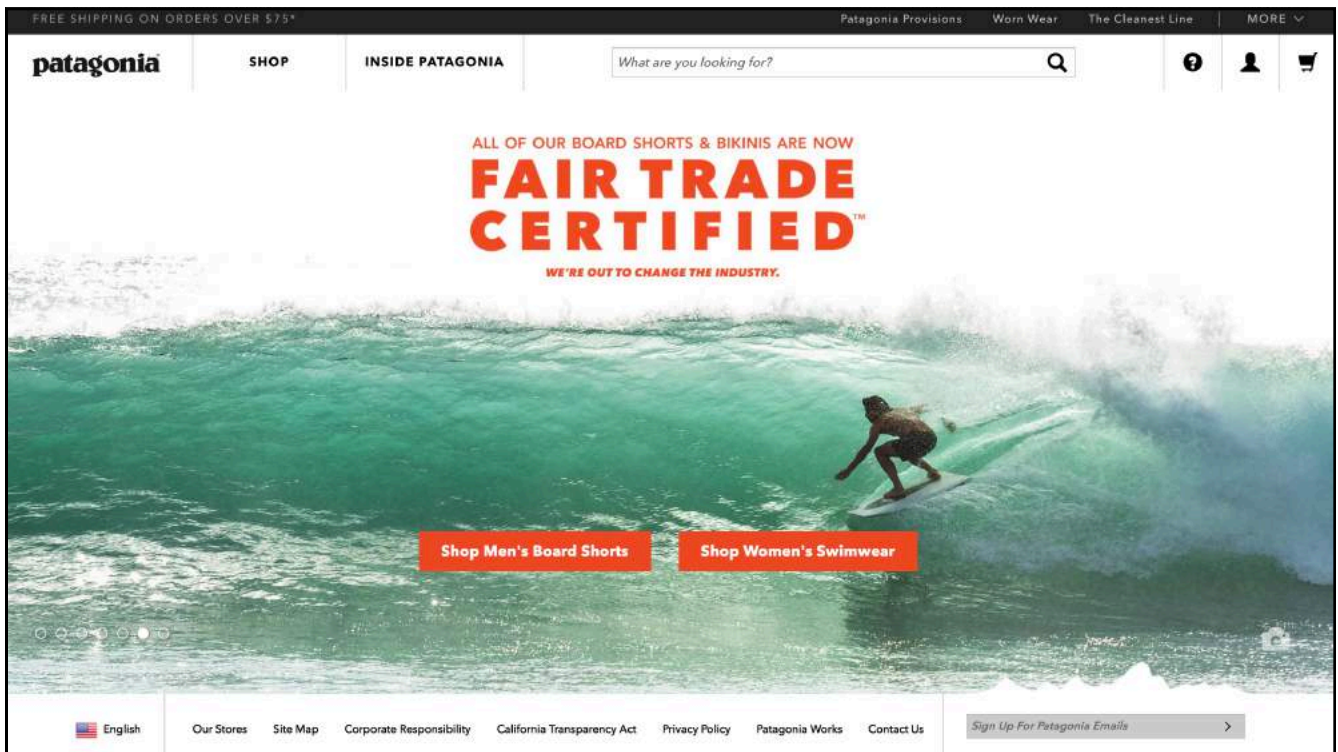 FREE SHIPPING ON ORDERS OVER $75*
Patagonia Provisions Worn Wear The Cleanest Line MORE
patagonia SHOP INSIDE PATAGONIA What are you looking for?
ALL OF OUR BOARD SHORTS & BIKINIS ARE NOW
FAIR TRADE
CERTIFIED™
WE'RE OUT TO CHANGE THE INDUSTRY.
Shop Men's Board Shorts Shop Women's Swimwear
English Our Stores Site Map Corporate Responsibility California Transparency Act Privacy Policy Patagonia Works Contact Us Sign Up For Patagonia Emails